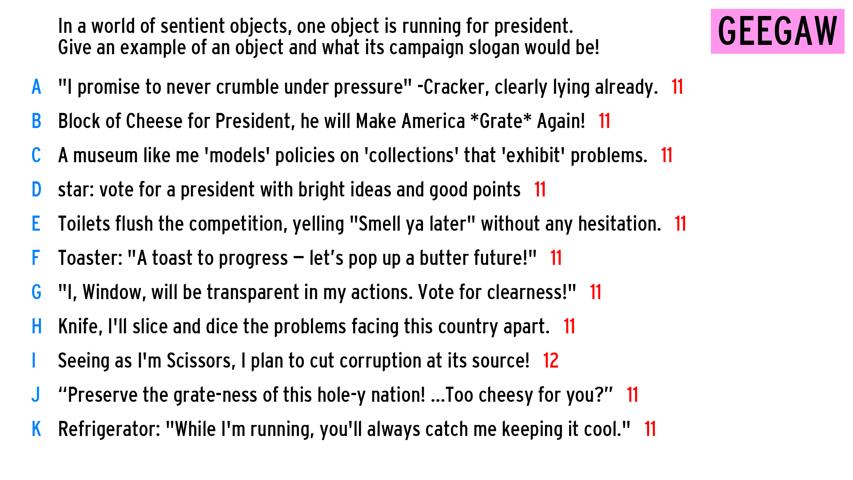 In a world of sentient objects, one object is running for president.
Give an example of an object and what its campaign slogan would be!
GEEGAW
A "I promise to never crumble under pressure" -Cracker, clearly lying already. 11
B Block of Cheese for President, he will Make America *Grate* Again! 11
C A museum like me 'models' policies on 'collections' that 'exhibit' problems. 11
D star: vote for a president with bright ideas and good points 11
E Toilets flush the competition, yelling "Smell ya later" without any hesitation. 11
F Toaster: "A toast to progress – let’s pop up a butter future!" 11
G "I, Window, will be transparent in my actions. Vote for clearness!" 11
H Knife, I'll slice and dice the problems facing this country apart. 11
I Seeing as I'm Scissors, I plan to cut corruption at its source! 12
J “Preserve the grate-ness of this hole-y nation! ...Too cheesy for you?” 11
K Refrigerator: "While I'm running, you'll always catch me keeping it cool." 11